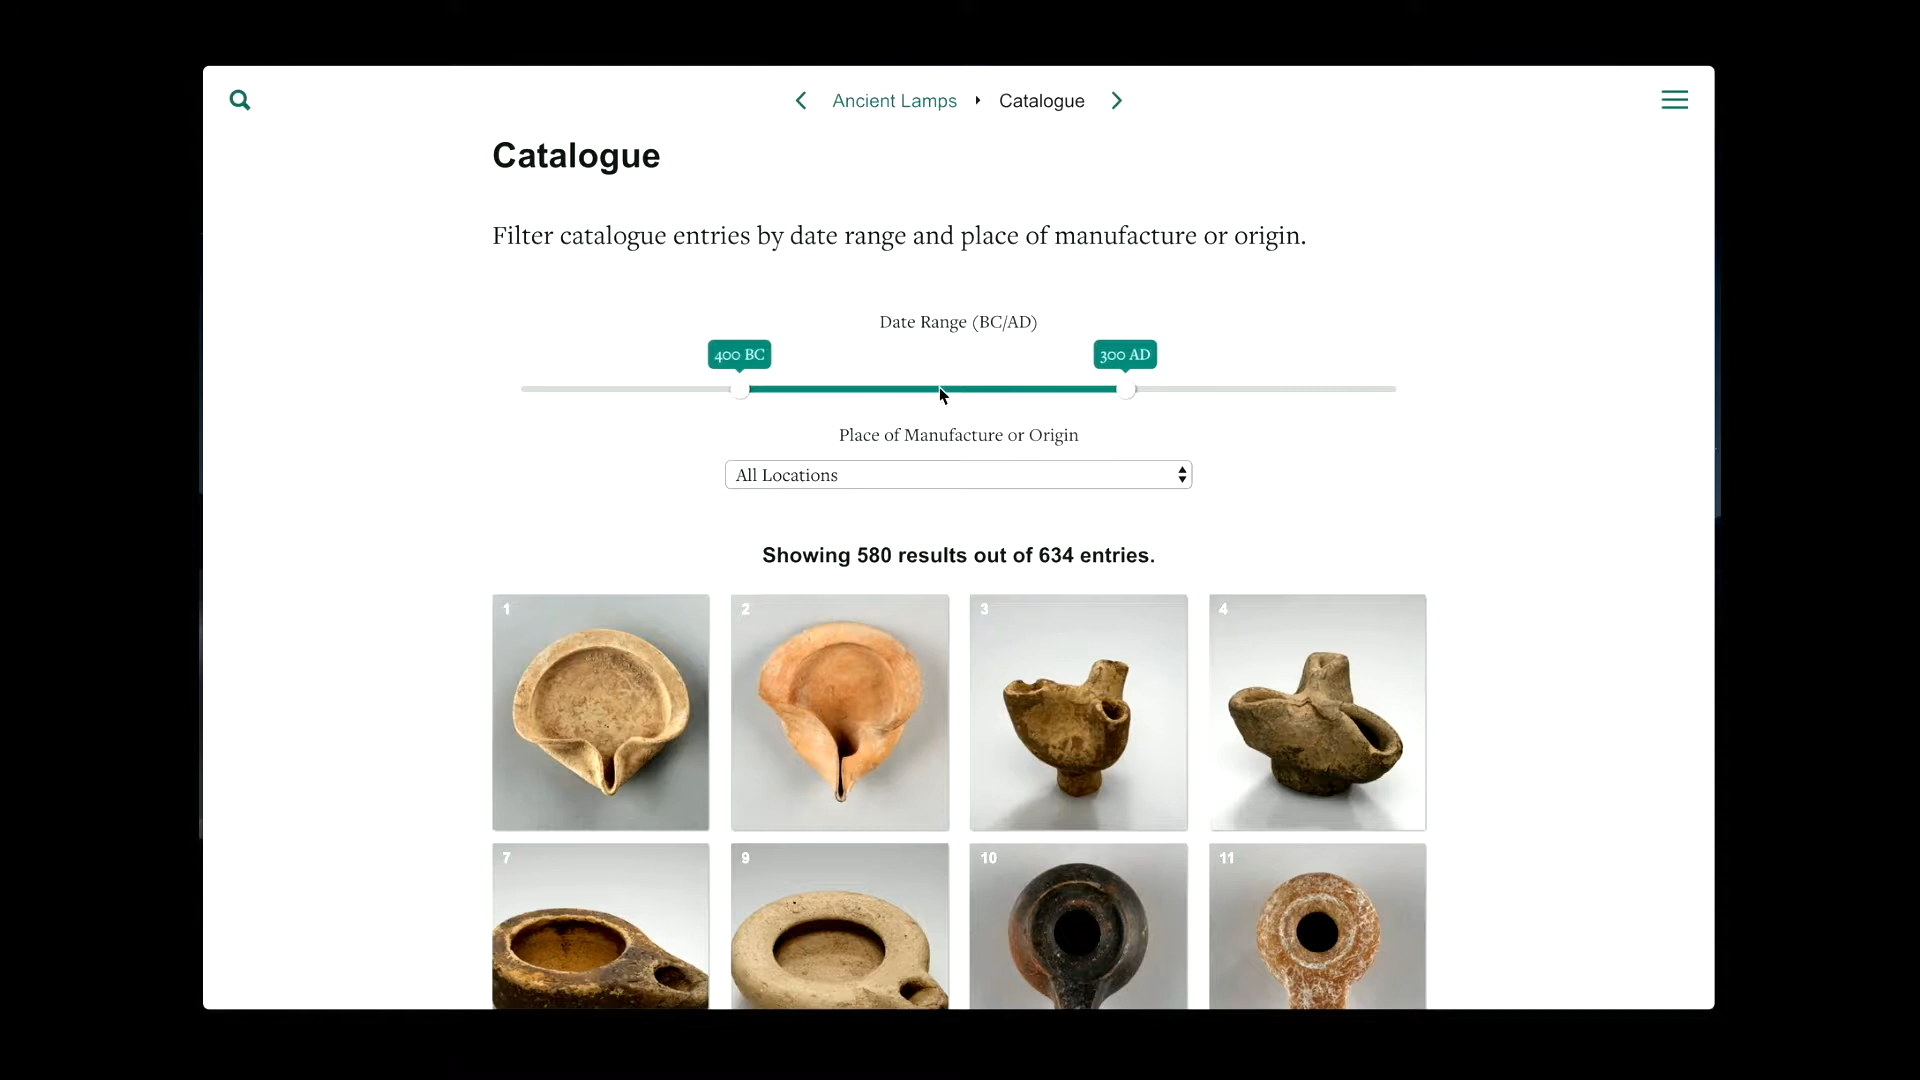 Ancient Lamps ‣ Catalogue
Catalogue
Filter catalogue entries by date range and place of manufacture or origin.
Date Range (BC/AD)
400 BC 300 AD
Place of Manufacture or Origin
All Locations
Showing 580 results out of 634 entries.
1 2 3 4
7 9 10 11